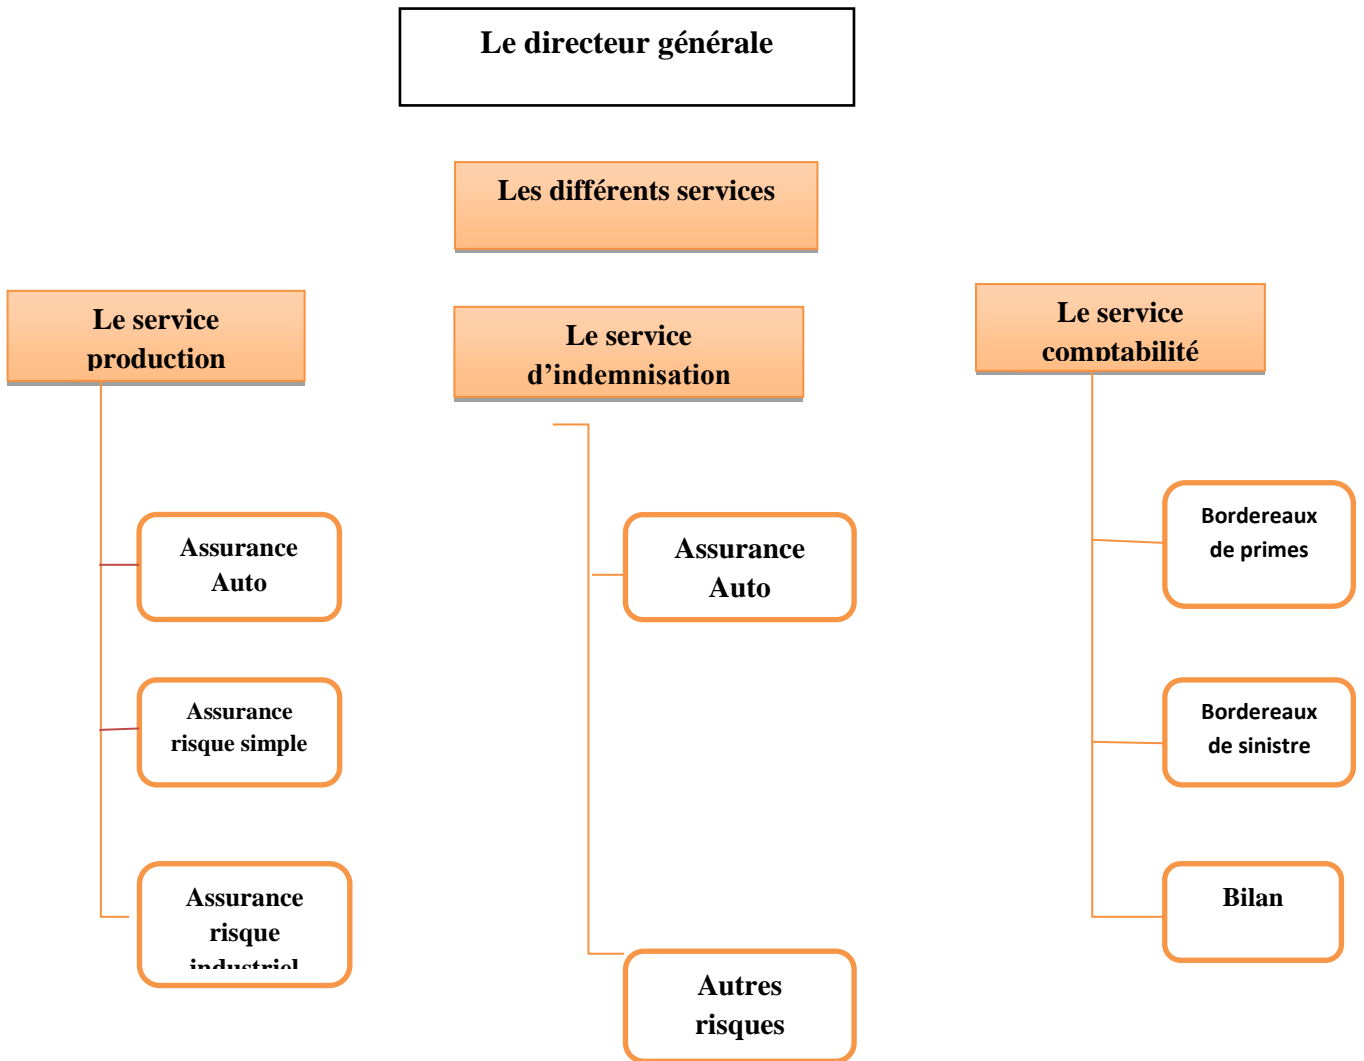 Le directeur générale
Les différents services
Le service
production
Le service
d’indemnisation
Le service
comptabilité
Assurance
Auto
Assurance
risque simple
Assurance
risque
industriel
Assurance
Auto
Autres
risques
Bordereaux
de primes
Bordereaux
de sinistre
Bilan